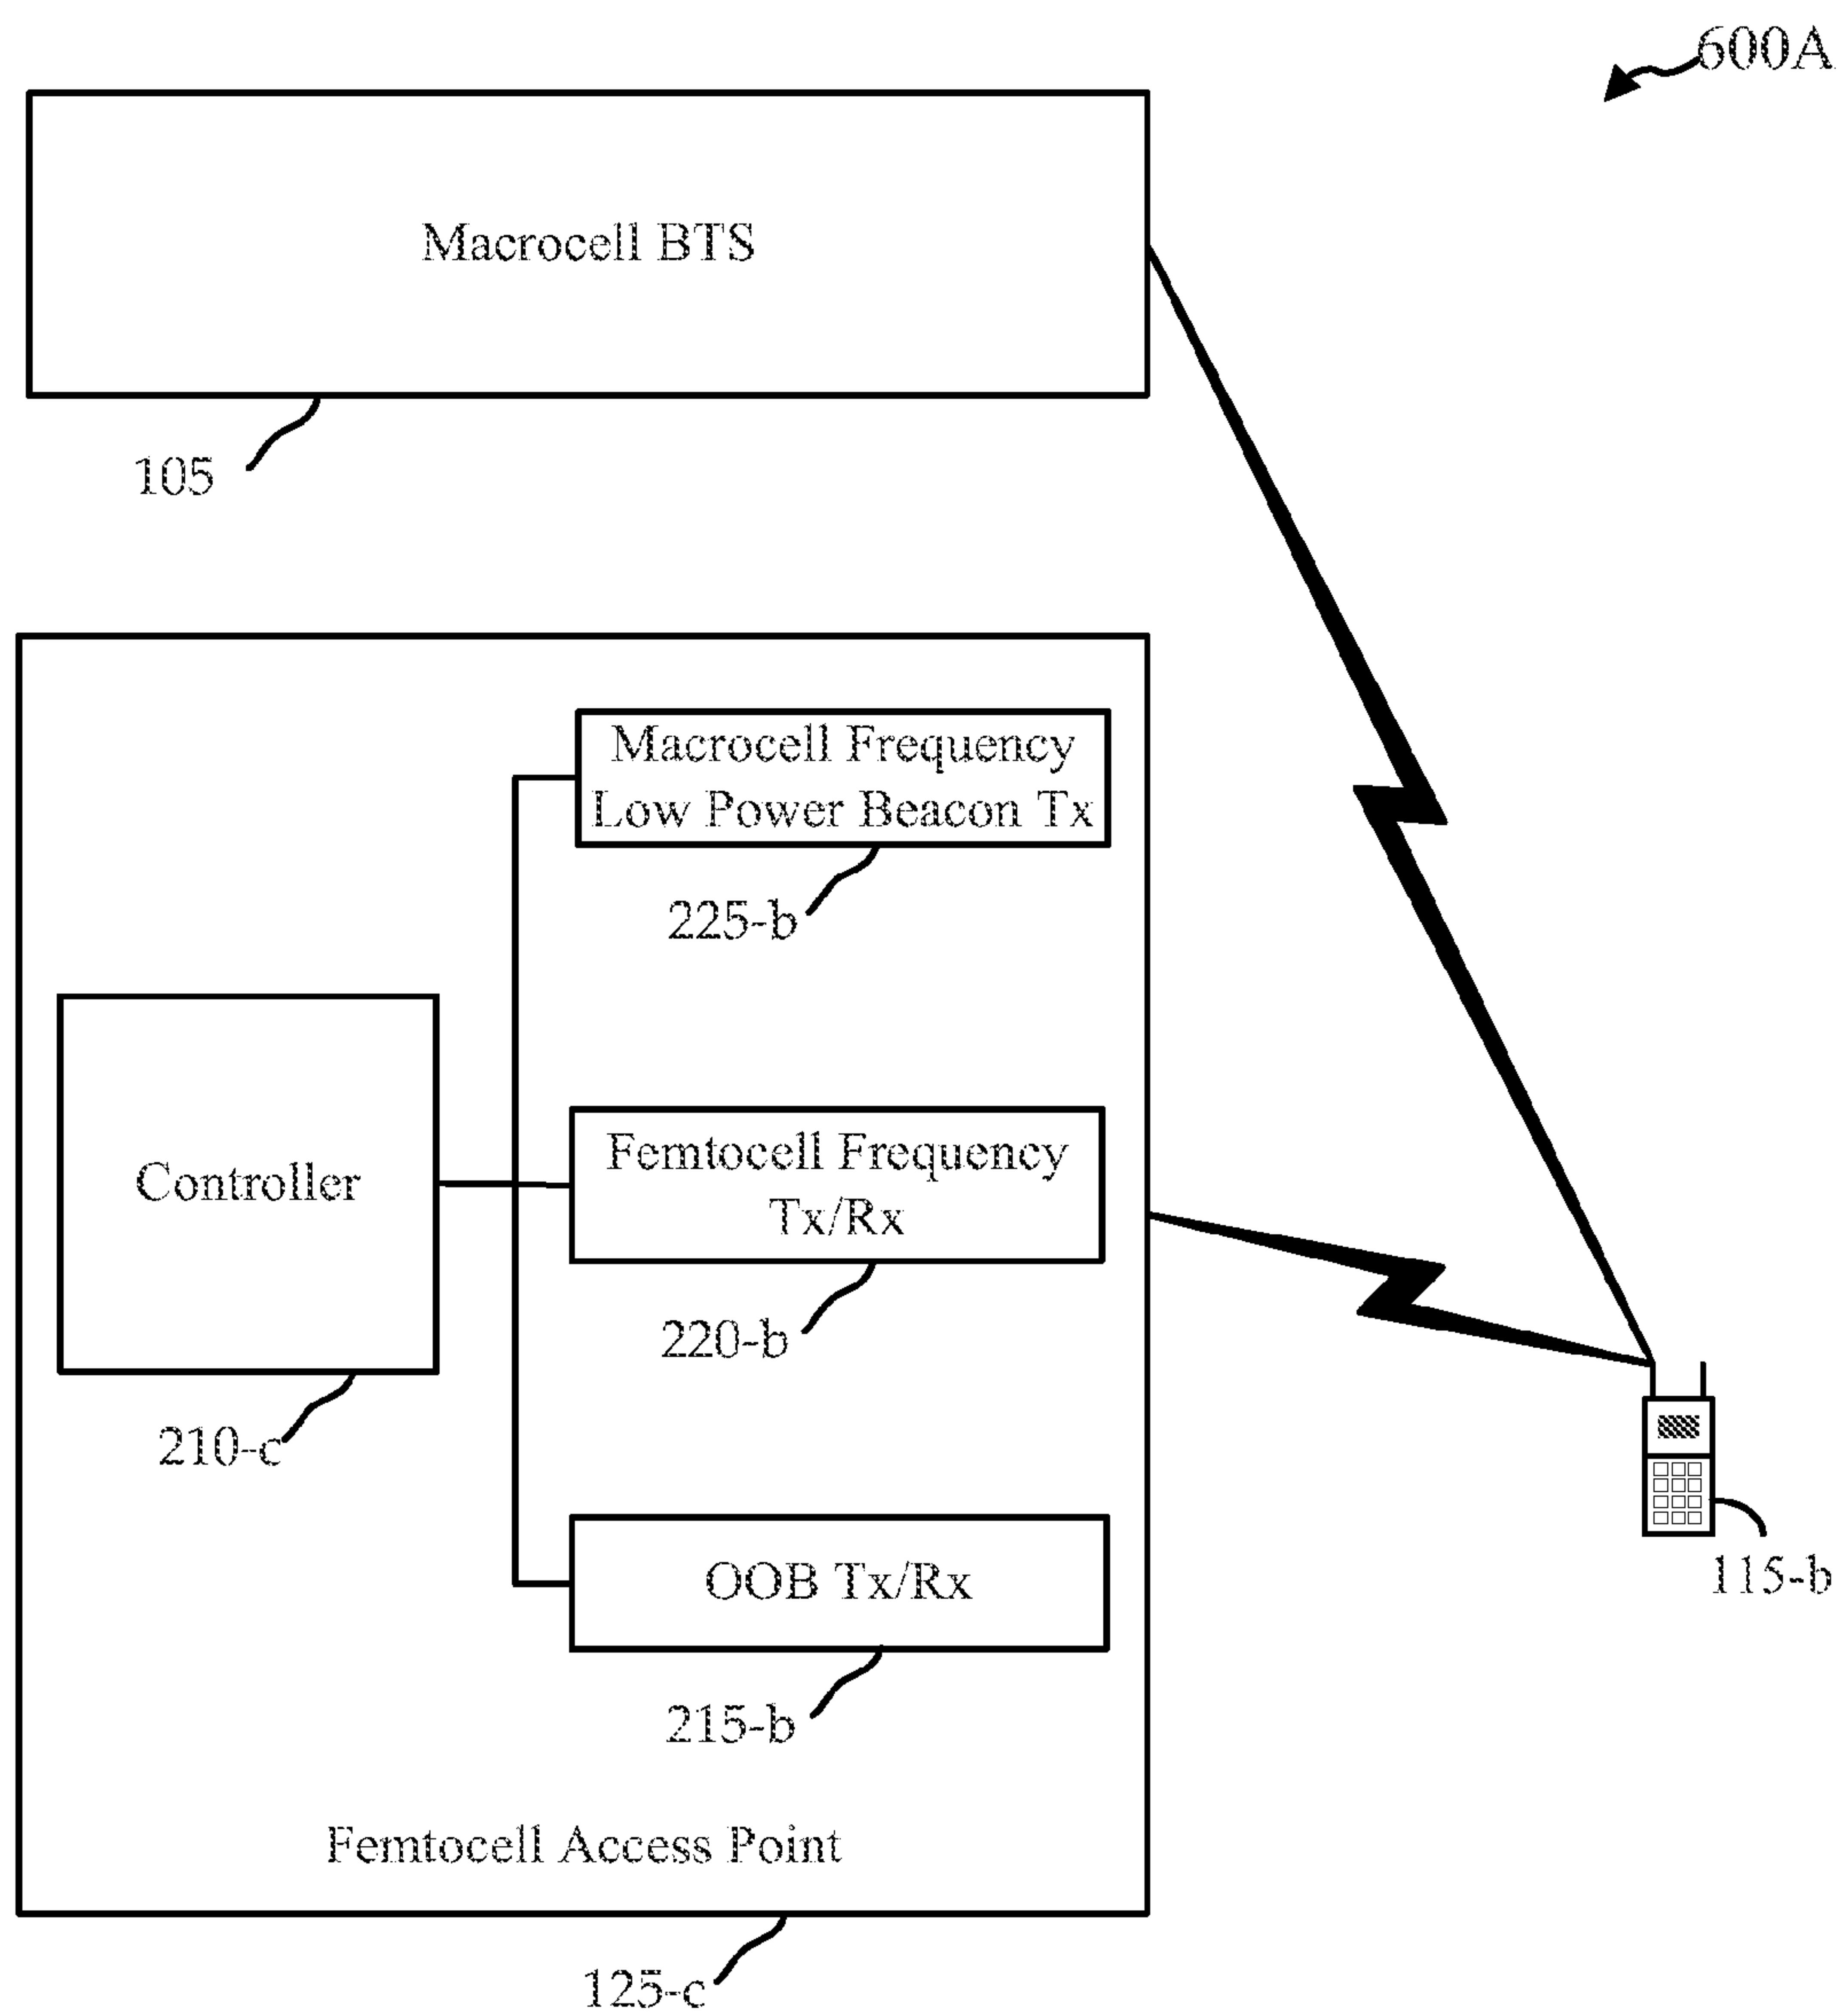 600A
Macrocell BTS
105
Macrocell Frequency
Low Power Beacon Tx
225-b
Controller
210-c
Femtocell Frequency
Tx/Rx
220-b
OOB Tx/Rx
215-b
115-b
Femtocell Access Point
125-c